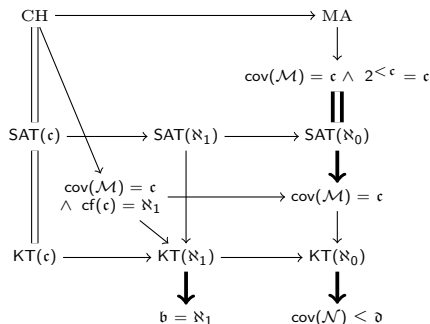 CH MA
cov(ℳ) = 𝔠 ∧ 2^{<𝔠} = 𝔠
SAT(𝔠) SAT(ℵ₁) SAT(ℵ₀)
cov(ℳ) = 𝔠
∧ cf(𝔠) = ℵ₁
cov(ℳ) = 𝔠
KT(𝔠) KT(ℵ₁) KT(ℵ₀)
𝔟 = ℵ₁ cov(𝒩) < 𝔡